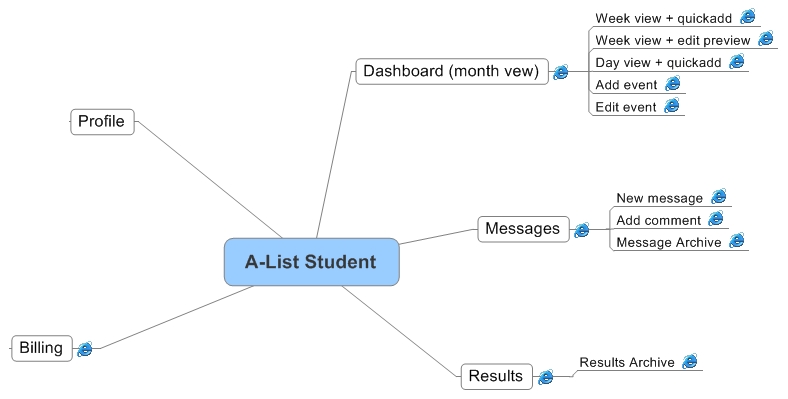 Week view + quickadd
Week view + edit preview
Dashboard (month vew)
Day view + quickadd
Add event
Edit event
Profile
New message
Messages
Add comment
Message Archive
A-List Student
Billing
Results
Results Archive